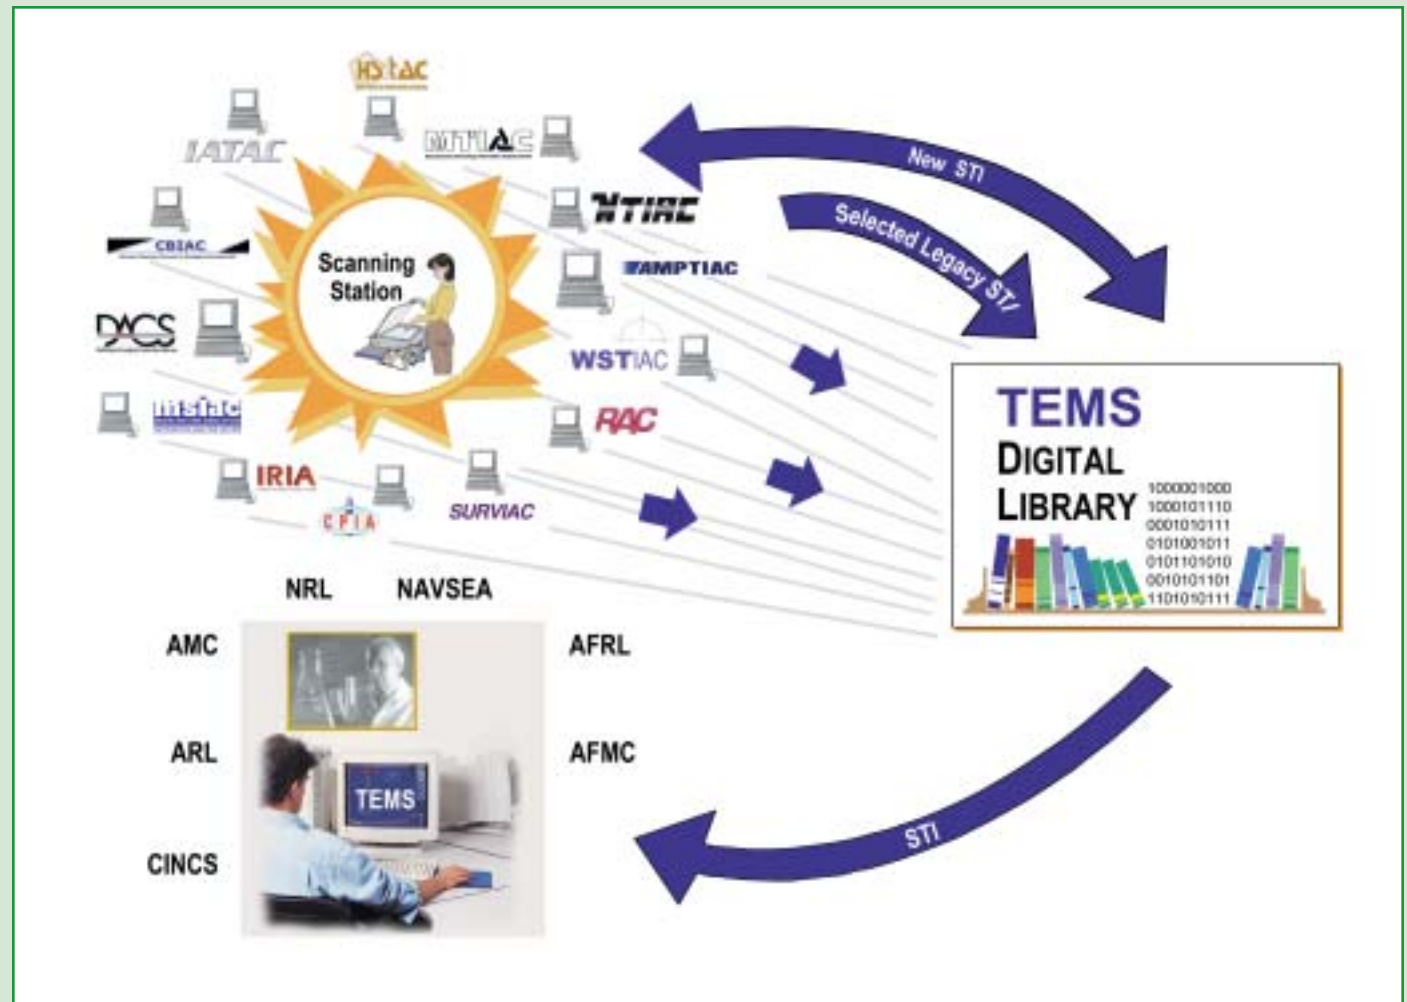 HSIAC
IATAC
MTIAC
New STI
NTIAC
Selected Legacy STI
CBIAC
Scanning
Station
AMPTIAC
DACS
WSTIAC
msiac
RAC
TEMS
DIGITAL
LIBRARY
1000001000
1000101110
0001010111
0101001011
0101101010
0010101101
1101010111
IRIA
CPIA
SURVIAC
NRL
NAVSEA
AMC
AFRL
ARL
AFMC
TEMS
CINCS
STI